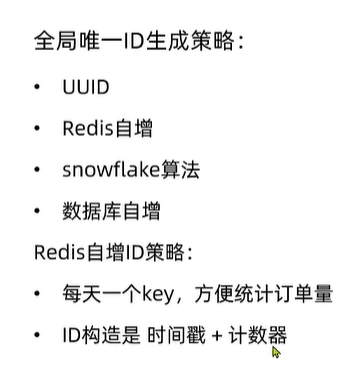 全局唯一ID生成策略：
• UUID
• Redis自增
• snowflake算法
• 数据库自增
Redis自增ID策略：
• 每天一个key，方便统计订单量
• ID构造是 时间戳 + 计数器